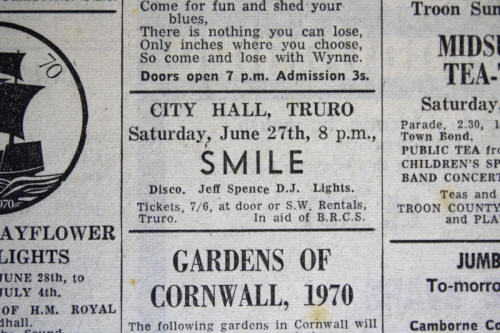 Come for fun and shed your
blues,
There is nothing you can lose,
Only inches where you choose,
So come and lose with Wynne.
Doors open 7 p.m. Admission 3s.
CITY HALL, TRURO
Saturday, June 27th, 8 p.m.,
SMILE
Disco. Jeff Spence D.J. Lights.
Tickets, 7/6, at door or S.W. Rentals,
Truro. In aid of B.R.C.S.
GARDENS OF
CORNWALL, 1970
The following gardens in Cornwall will
70
1970
AYFLOWER
LIGHTS
JUNE 28th, to
JULY 4th.
OF H.M. ROYAL
Troon Sun
MIDSU
TEA-
Saturday,
Parade, 2.30, 1
Town Bond.
PUBLIC TEA fro
CHILDREN'S SP
BAND CONCERT
Teas and
TROON COUNTY
and PLA
JUMB
To-morro
Camborne Co